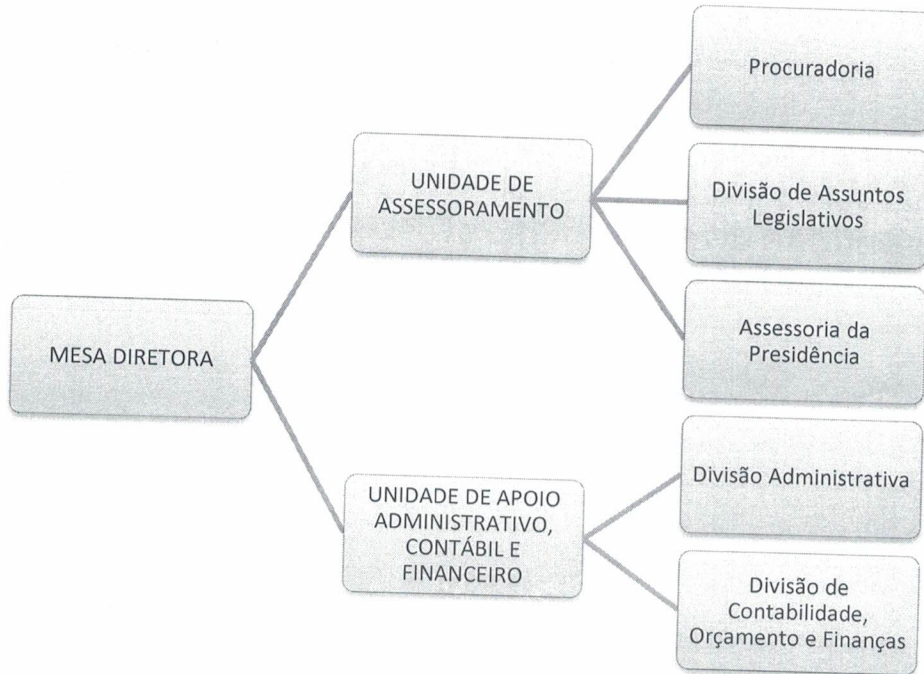 MESA DIRETORA
UNIDADE DE
ASSESSORAMENTO
Procuradoria
Divisão de Assuntos
Legislativos
Assessoria da
Presidência
UNIDADE DE APOIO
ADMINISTRATIVO,
CONTÁBIL E
FINANCEIRO
Divisão Administrativa
Divisão de
Contabilidade,
Orçamento e Finanças